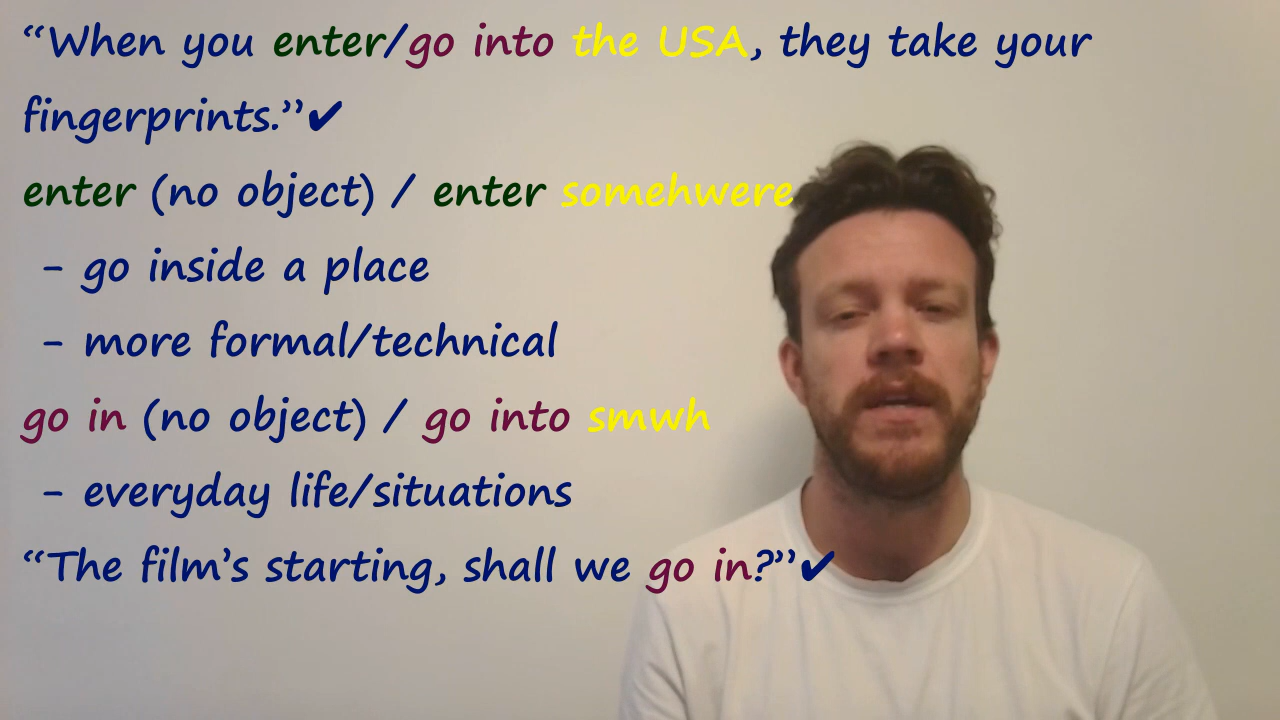 “When you enter/go into the USA, they take your
fingerprints.”✔
enter (no object) / enter somehwere
– go inside a place
– more formal/technical
go in (no object) / go into smwh
– everyday life/situations
“The film’s starting, shall we go in?”✔